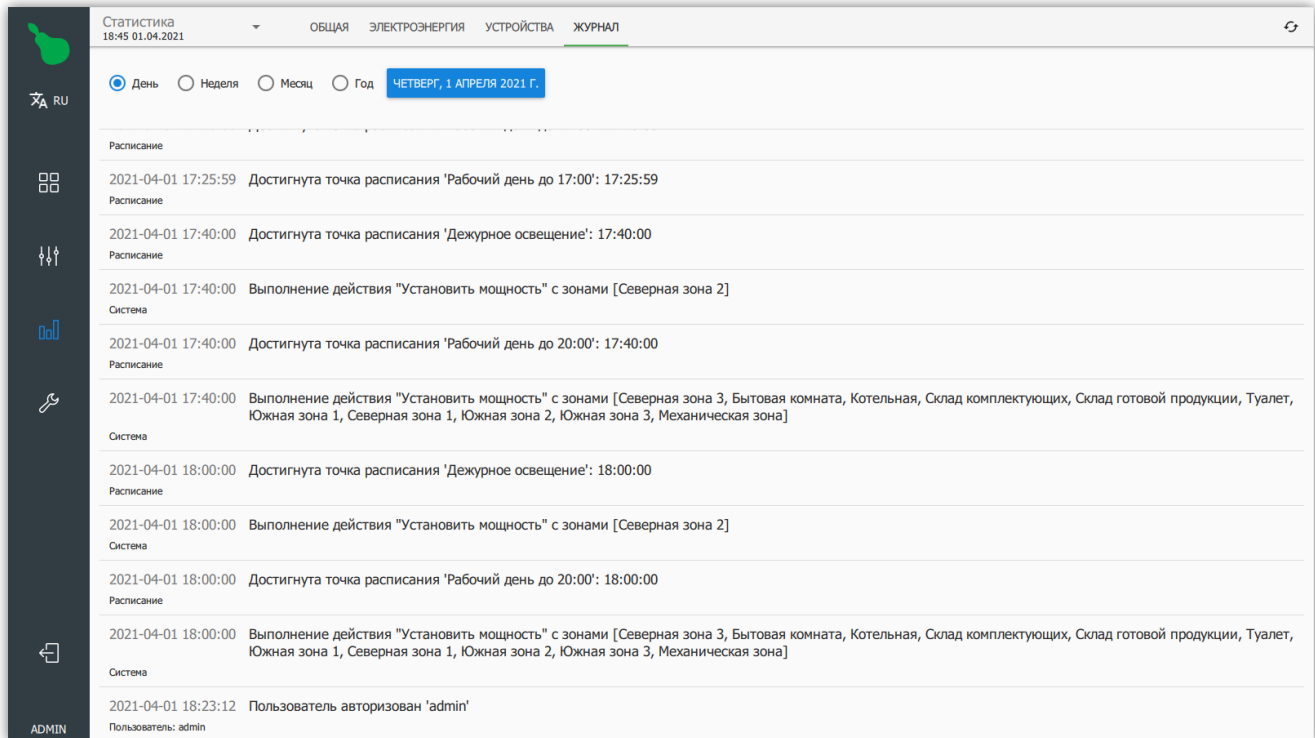 Статистика
18:45 01.04.2021
ОБЩАЯ ЭЛЕКТРОЭНЕРГИЯ УСТРОЙСТВА ЖУРНАЛ
RU
День Неделя Месяц Год ЧЕТВЕРГ, 1 АПРЕЛЯ 2021 Г.
Расписание
2021-04-01 17:25:59 Достигнута точка расписания 'Рабочий день до 17:00': 17:25:59
Расписание
2021-04-01 17:40:00 Достигнута точка расписания 'Дежурное освещение': 17:40:00
Расписание
2021-04-01 17:40:00 Выполнение действия "Установить мощность" с зонами [Северная зона 2]
Система
2021-04-01 17:40:00 Достигнута точка расписания 'Рабочий день до 20:00': 17:40:00
Расписание
2021-04-01 17:40:00 Выполнение действия "Установить мощность" с зонами [Северная зона 3, Бытовая комната, Котельная, Склад комплектующих, Склад готовой продукции, Туалет,
Южная зона 1, Северная зона 1, Южная зона 2, Южная зона 3, Механическая зона]
Система
2021-04-01 18:00:00 Достигнута точка расписания 'Дежурное освещение': 18:00:00
Расписание
2021-04-01 18:00:00 Выполнение действия "Установить мощность" с зонами [Северная зона 2]
Система
2021-04-01 18:00:00 Достигнута точка расписания 'Рабочий день до 20:00': 18:00:00
Расписание
2021-04-01 18:00:00 Выполнение действия "Установить мощность" с зонами [Северная зона 3, Бытовая комната, Котельная, Склад комплектующих, Склад готовой продукции, Туалет,
Южная зона 1, Северная зона 1, Южная зона 2, Южная зона 3, Механическая зона]
Система
2021-04-01 18:23:12 Пользователь авторизован 'admin'
Пользователь: admin
ADMIN